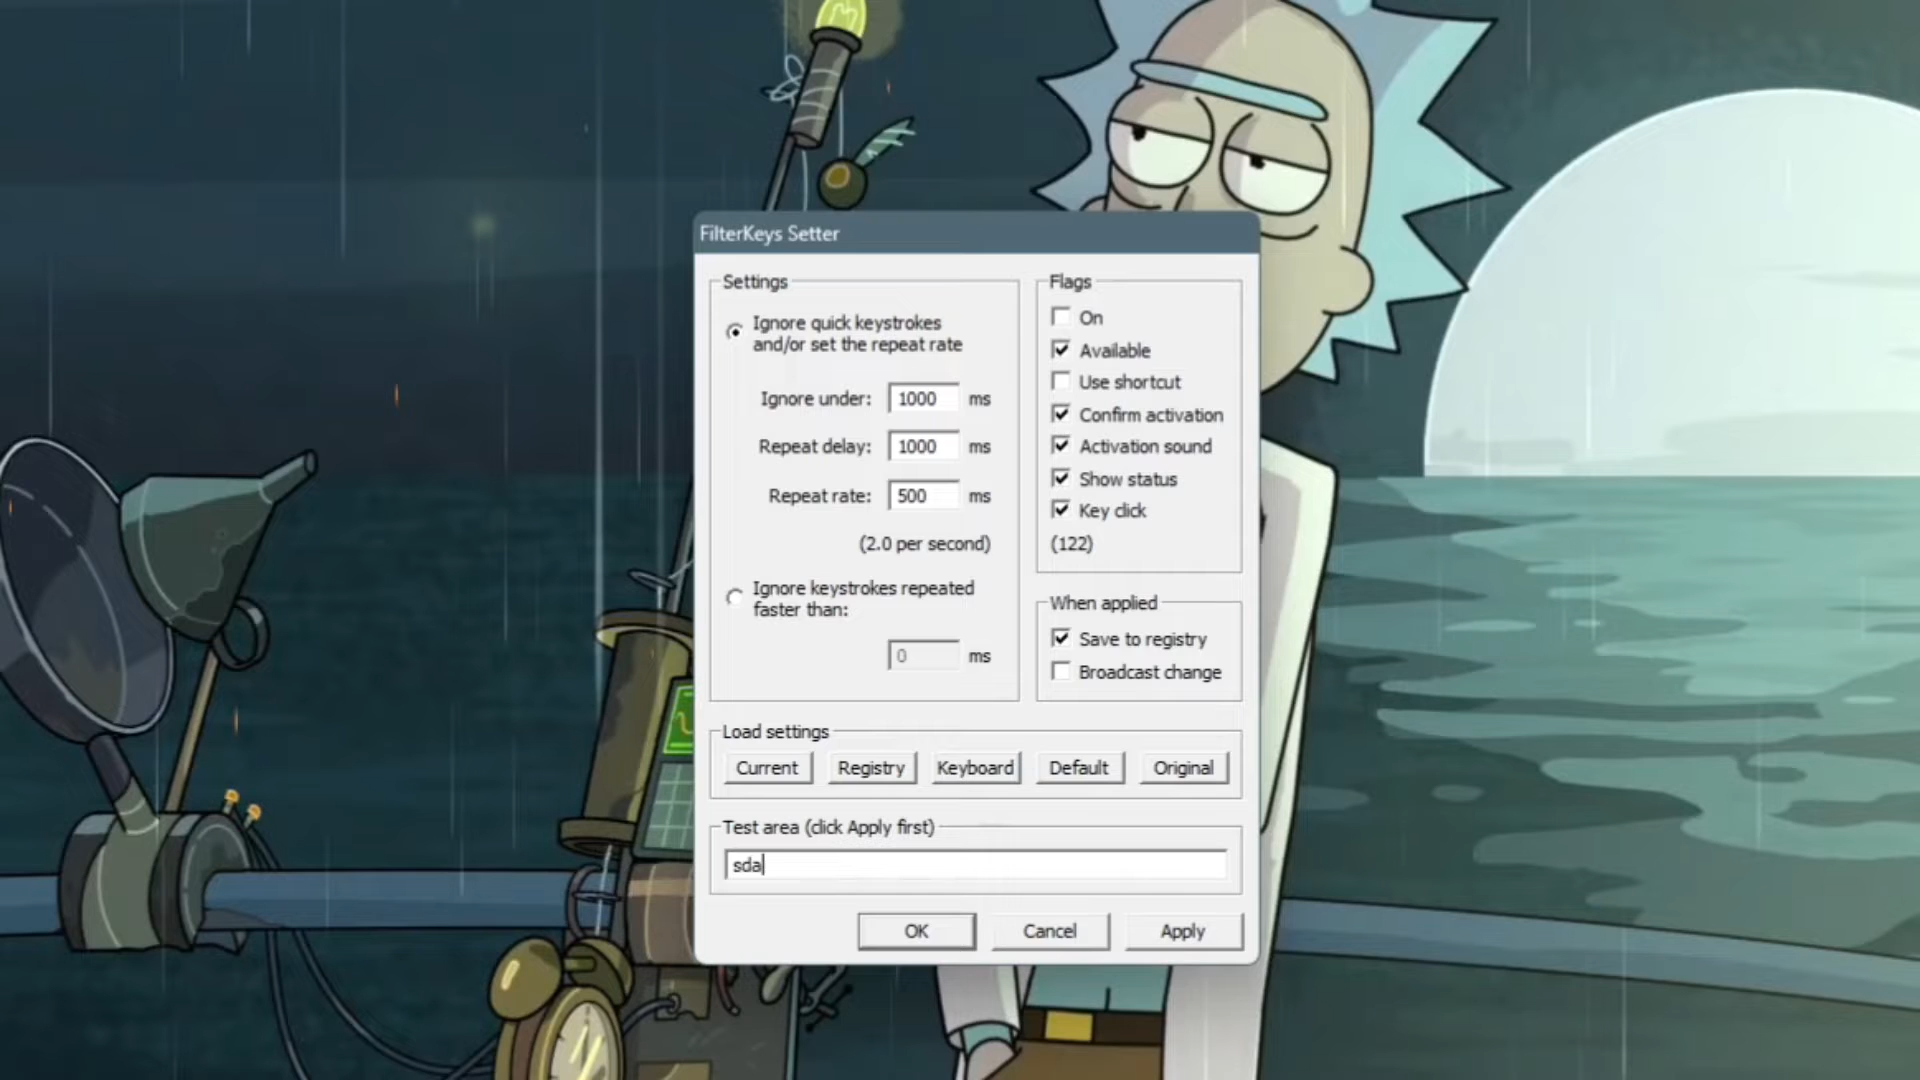 FilterKeys Setter
Settings
Ignore quick keystrokes
and/or set the repeat rate
Ignore under: 1000 ms
Repeat delay: 1000 ms
Repeat rate: 500 ms
(2.0 per second)
Ignore keystrokes repeated
faster than:
0 ms
Flags
On
Available
Use shortcut
Confirm activation
Activation sound
Show status
Key click
(122)
When applied
Save to registry
Broadcast change
Load settings
Current Registry Keyboard Default Original
Test area (click Apply first)
sda
OK Cancel Apply